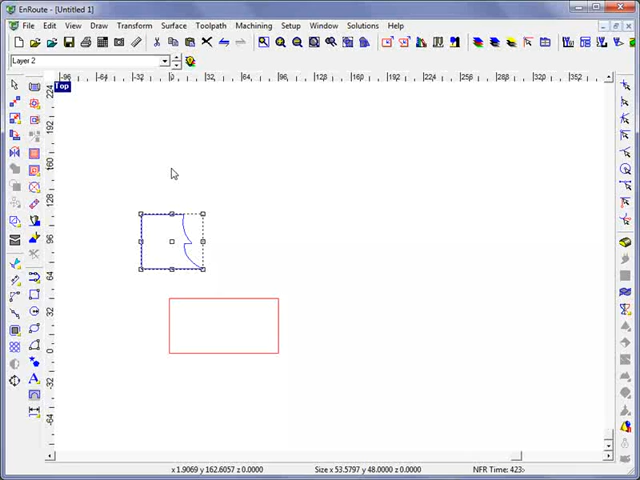 EnRoute - [Untitled 1]
File Edit View Draw Transform Surface Toolpath Machining Setup Window Solutions Help
Layer 2
-96 -64 -32 0 32 64 96 128 160 192 224 256 288 320 352
Top
224
192
160
128
96
64
32
0
-32
-64
x 1.9069 y 162.6057 z 0.0000 Size x 53.5797 y 48.0000 z 0.0000 NFR Time: 423>